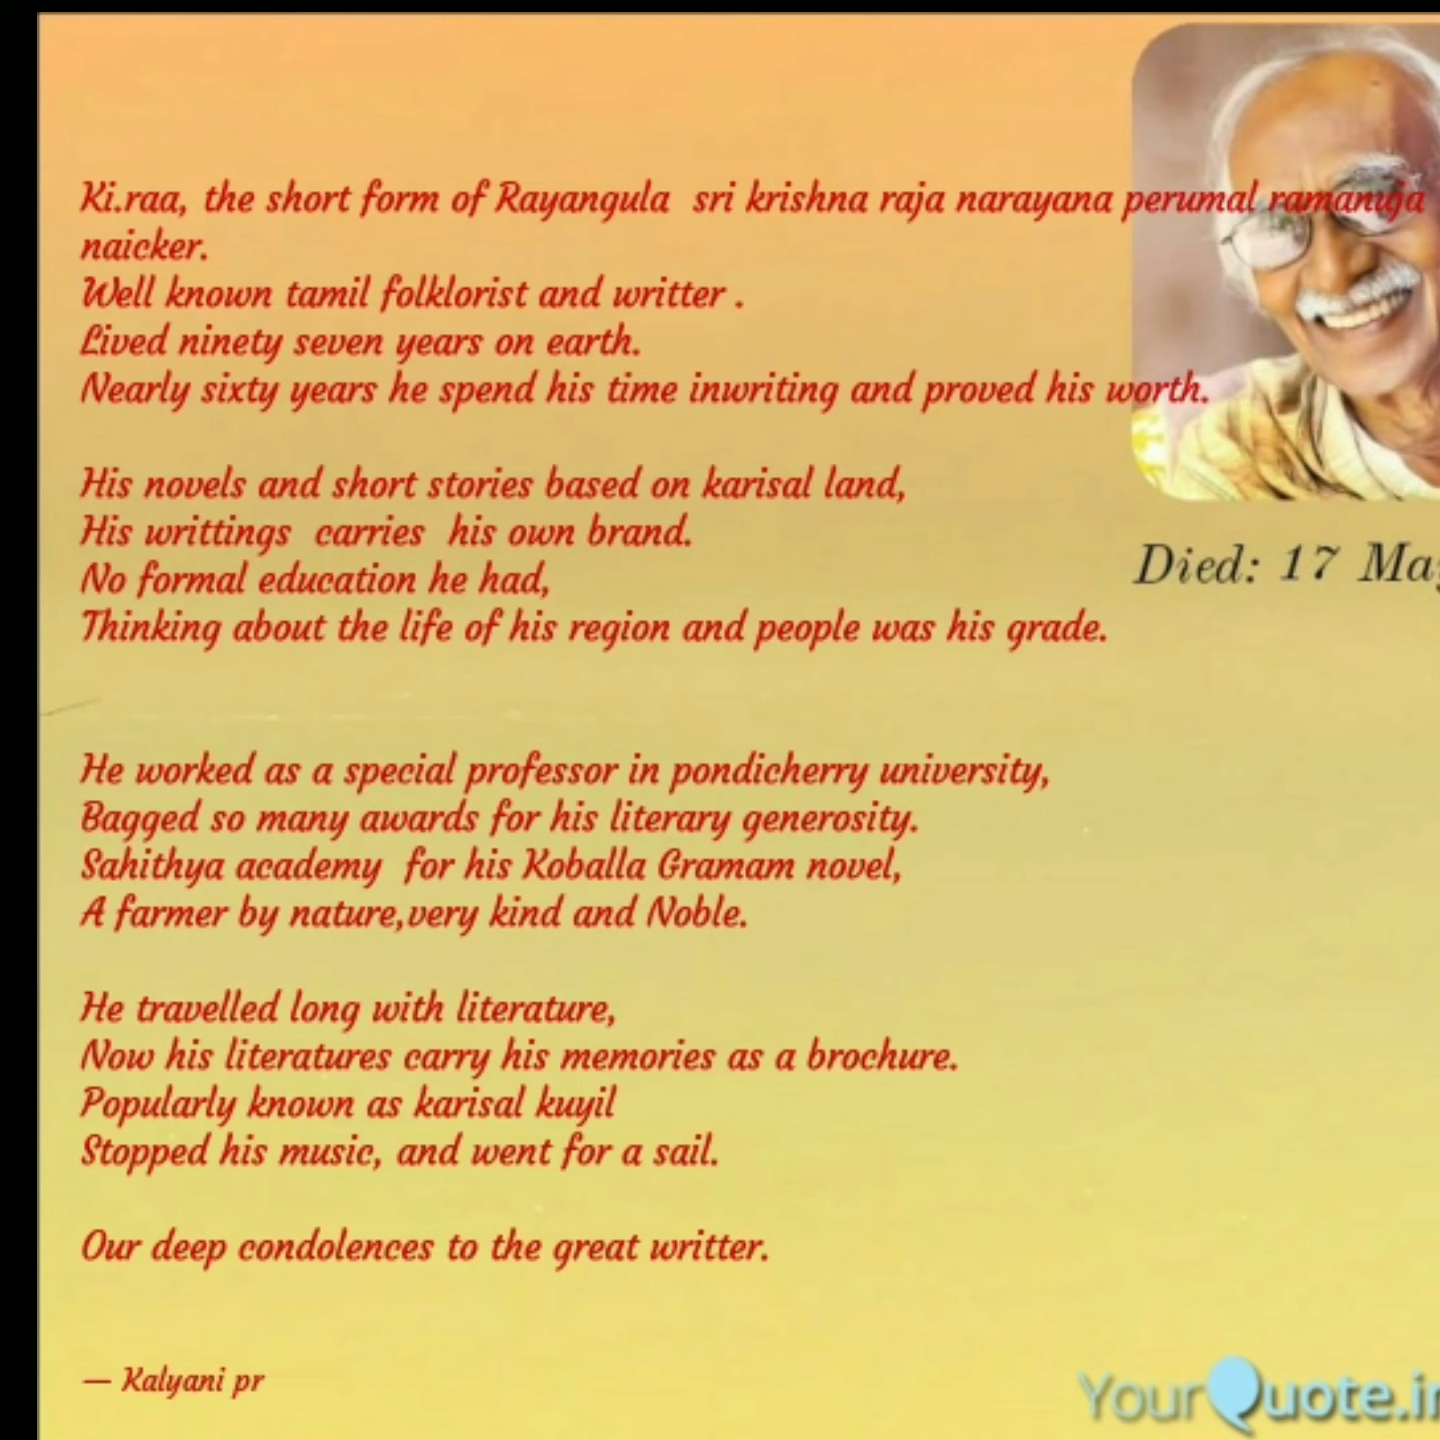 Ki.raa, the short form of Rayangula sri krishna raja narayana perumal ramanuja
naicker.
Well known tamil folklorist and writter .
Lived ninety seven years on earth.
Nearly sixty years he spend his time inwriting and proved his worth.
His novels and short stories based on karisal land,
His writtings carries his own brand.
No formal education he had,
Thinking about the life of his region and people was his grade.
Died: 17 May
He worked as a special professor in pondicherry university,
Bagged so many awards for his literary generosity.
Sahithya academy for his Koballa Gramam novel,
A farmer by nature,very kind and Noble.
He travelled long with literature,
Now his literatures carry his memories as a brochure.
Popularly known as karisal kuyil
Stopped his music, and went for a sail.
Our deep condolences to the great writter.
— Kalyani pr
YourQuote.in